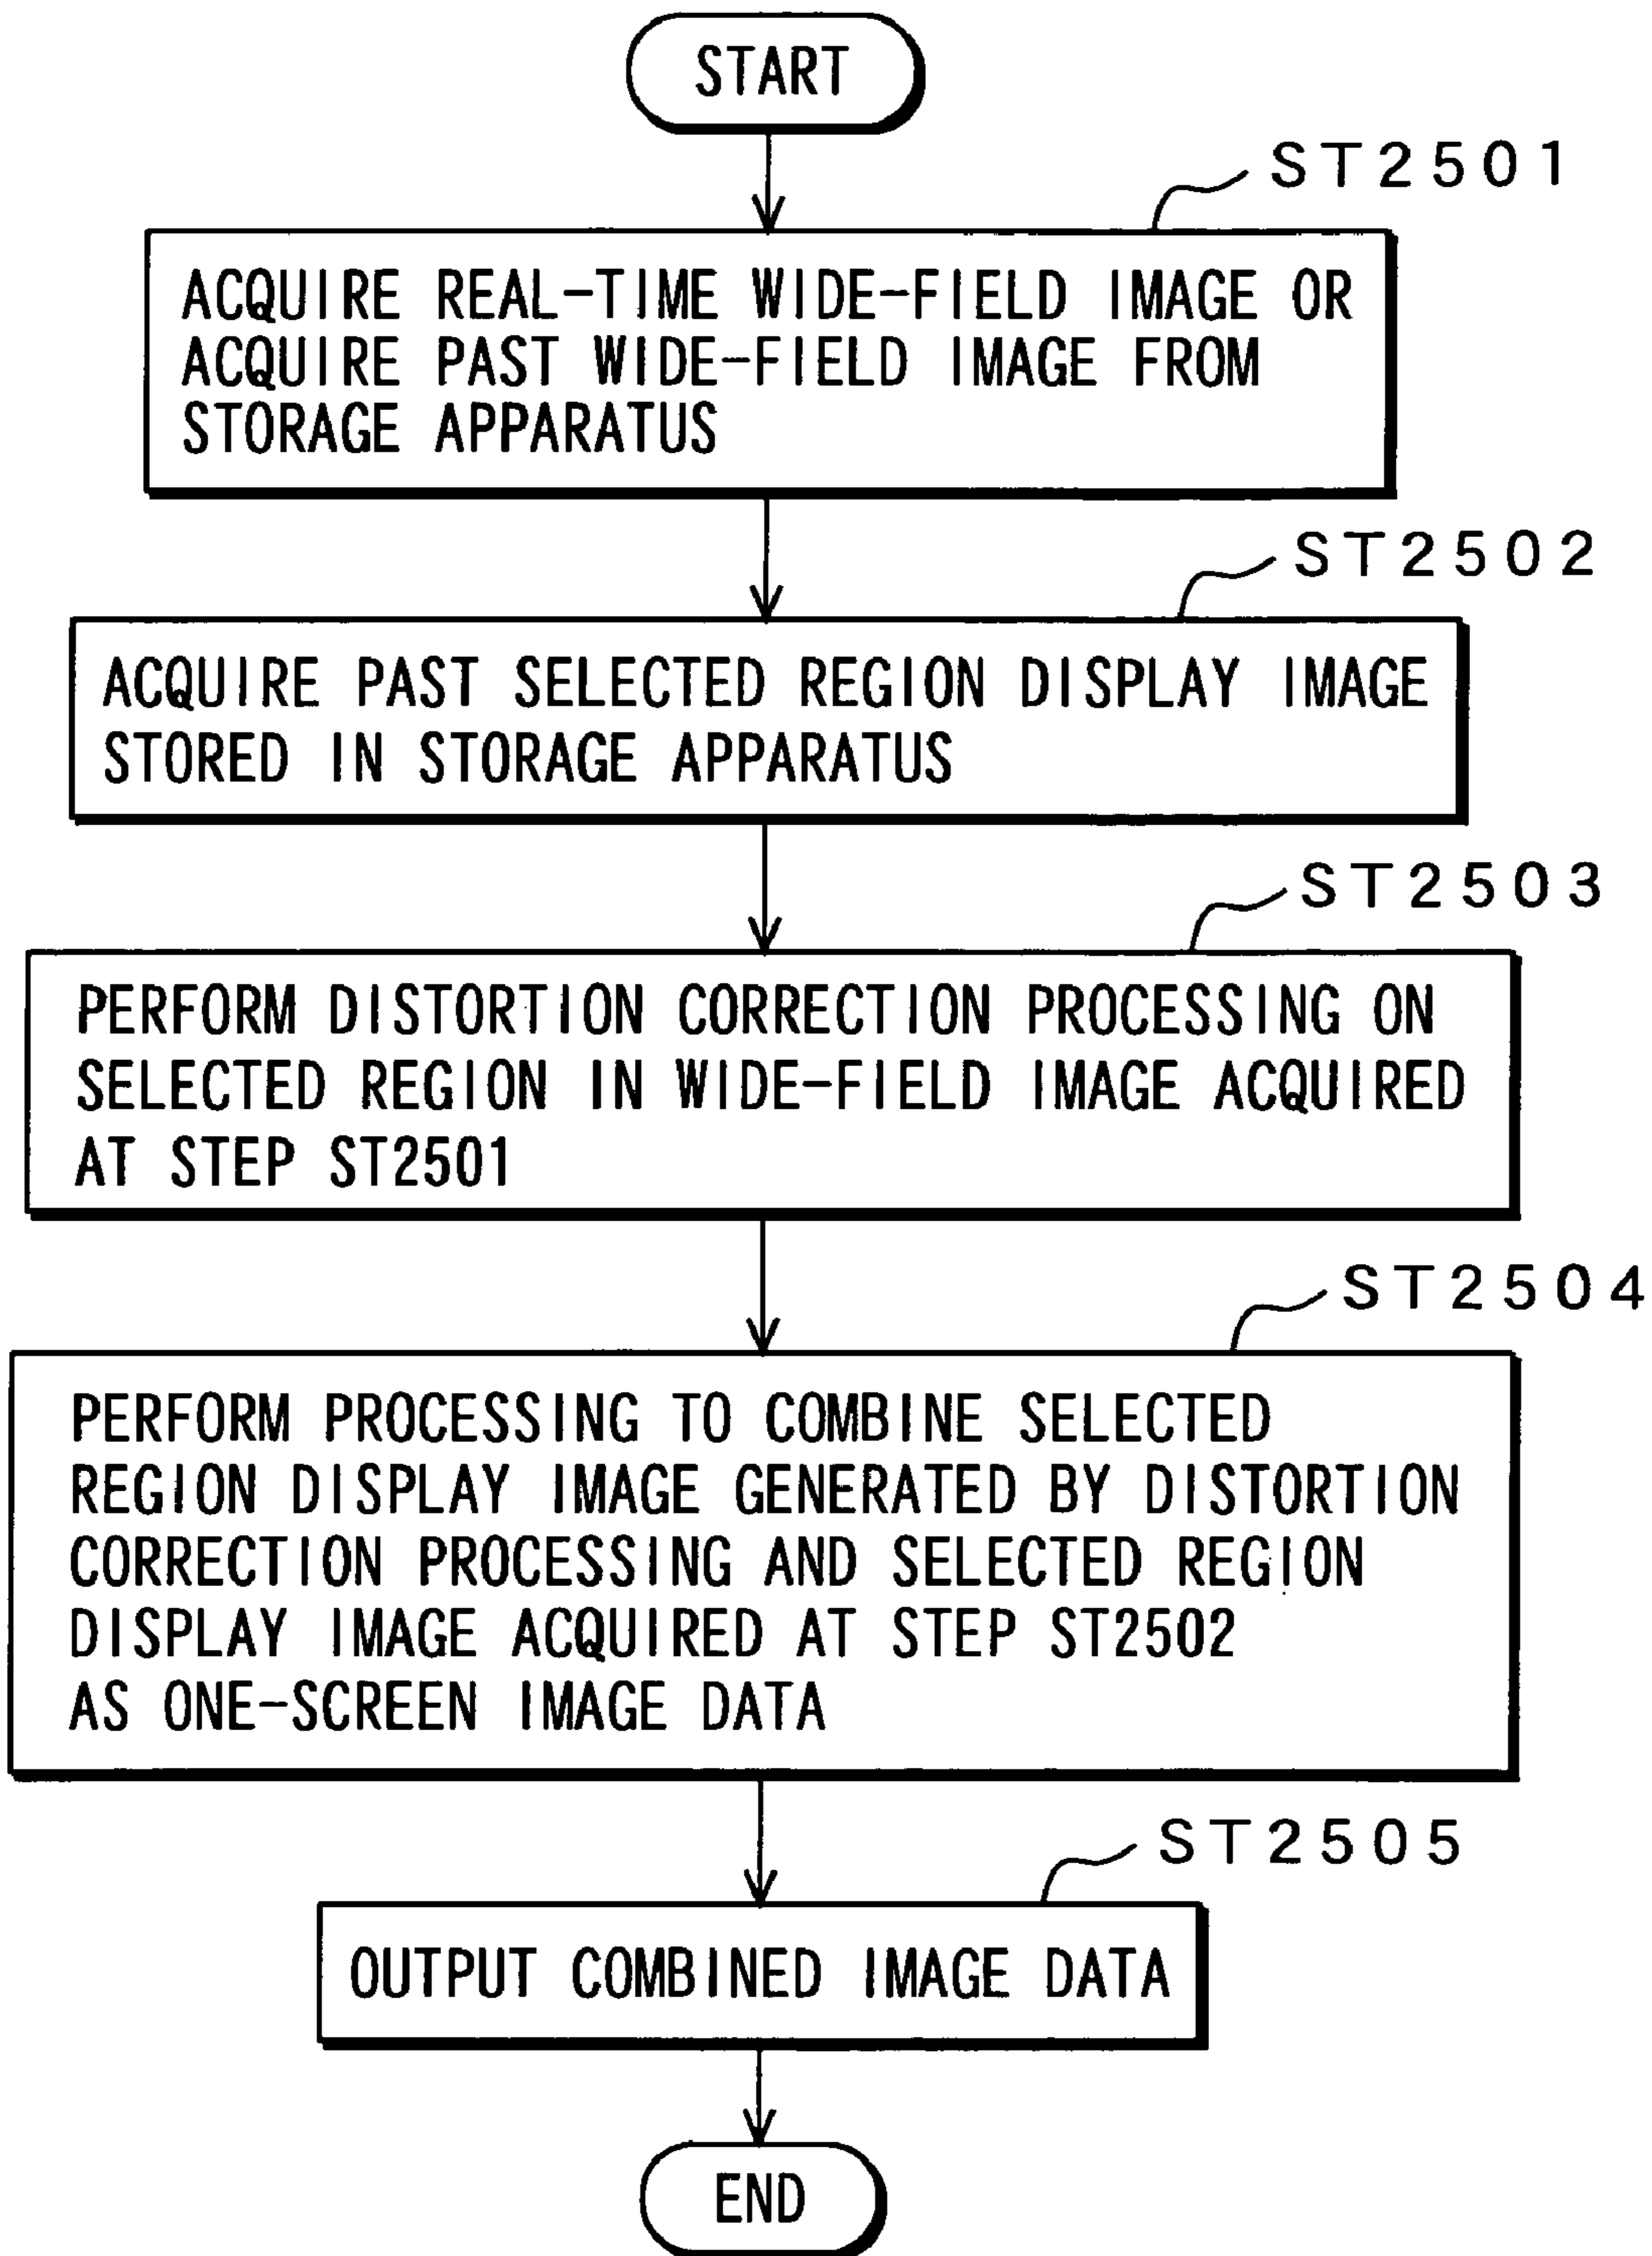 START
ST2501
ACQUIRE REAL-TIME WIDE-FIELD IMAGE OR
ACQUIRE PAST WIDE-FIELD IMAGE FROM
STORAGE APPARATUS
ST2502
ACQUIRE PAST SELECTED REGION DISPLAY IMAGE
STORED IN STORAGE APPARATUS
ST2503
PERFORM DISTORTION CORRECTION PROCESSING ON
SELECTED REGION IN WIDE-FIELD IMAGE ACQUIRED
AT STEP ST2501
ST2504
PERFORM PROCESSING TO COMBINE SELECTED
REGION DISPLAY IMAGE GENERATED BY DISTORTION
CORRECTION PROCESSING AND SELECTED REGION
DISPLAY IMAGE ACQUIRED AT STEP ST2502
AS ONE-SCREEN IMAGE DATA
ST2505
OUTPUT COMBINED IMAGE DATA
END